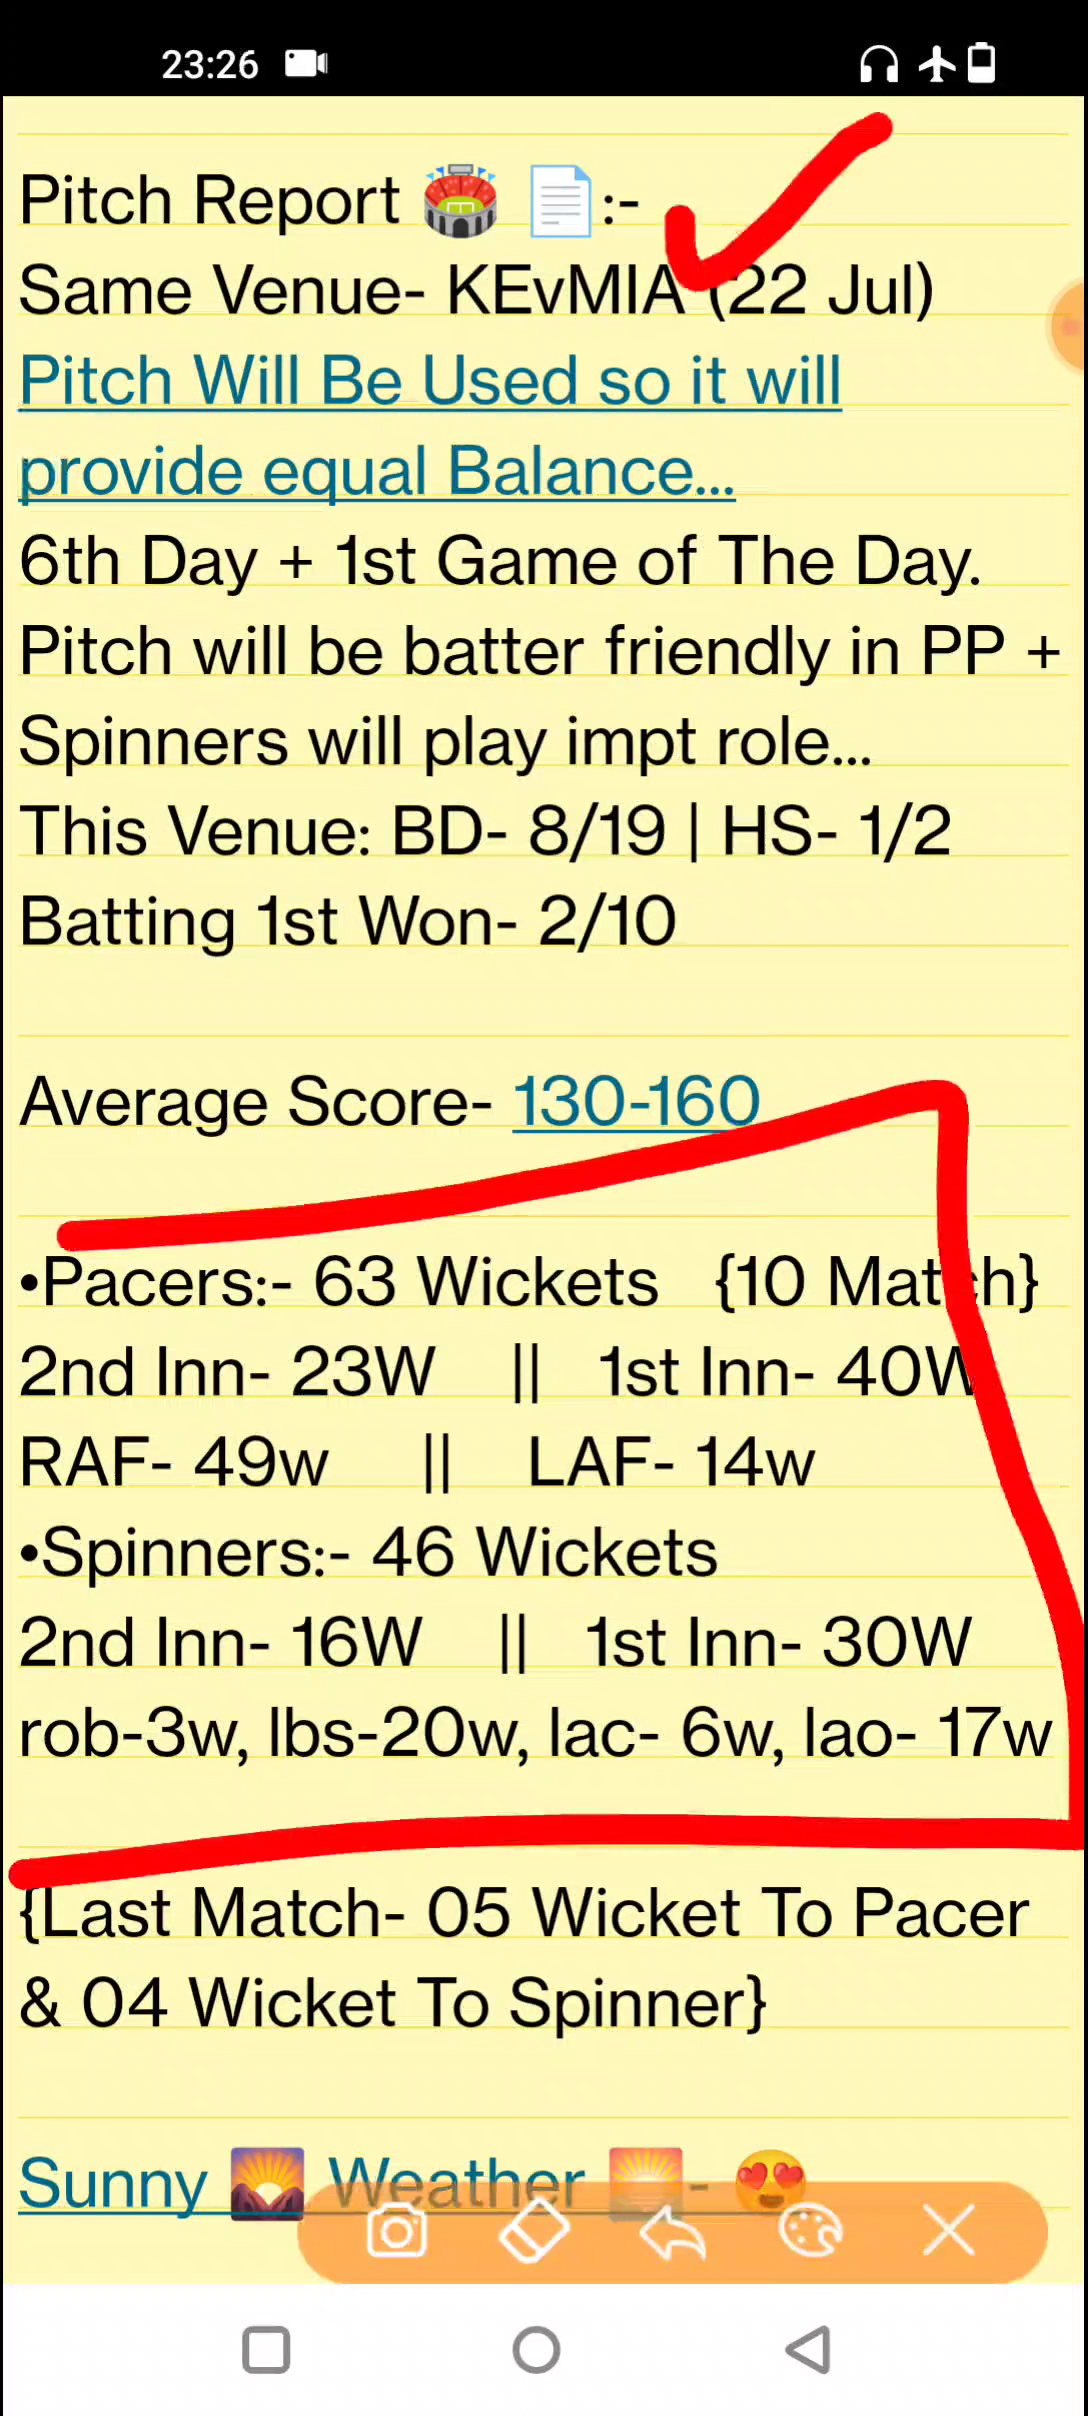 23:26
Pitch Report 🏟️ 📄:-
Same Venue- KEvMIA (22 Jul)
Pitch Will Be Used so it will
provide equal Balance...
6th Day + 1st Game of The Day.
Pitch will be batter friendly in PP +
Spinners will play impt role...
This Venue: BD- 8/19 | HS- 1/2
Batting 1st Won- 2/10
Average Score- 130-160
•Pacers:- 63 Wickets {10 Match}
2nd Inn- 23W || 1st Inn- 40W
RAF- 49w || LAF- 14w
•Spinners:- 46 Wickets
2nd Inn- 16W || 1st Inn- 30W
rob-3w, lbs-20w, lac- 6w, lao- 17w
{Last Match- 05 Wicket To Pacer
& 04 Wicket To Spinner}
Sunny 🌄 Weather 🌅- 😍